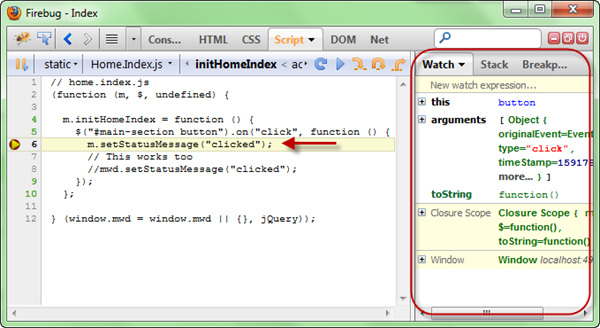 Firebug - Index
Cons... HTML CSS Script DOM Net
static Home.Index.js initHomeIndex < ac
Watch Stack Breakp...
1 // home.index.js
2 (function (m, $, undefined) {
3
4 m.initHomeIndex = function () {
5 $("#main-section button").on("click", function () {
6 m.setStatusMessage("clicked");
7 // This works too
8 //mwd.setStatusMessage("clicked");
9 });
10 };
11
12 } (window.mwd = window.mwd || {}, jQuery));
New watch expression...
this button
arguments [ Object {
originalEvent=Even
type="click",
timeStamp=159178
more... } ]
toString function()
Closure Scope Closure Scope {
$=function(),
toString=function()
Window Window localhost:49